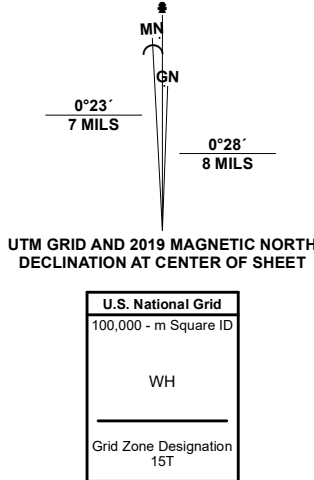 MN
GN
0°23´
7 MILS
0°28´
8 MILS
UTM GRID AND 2019 MAGNETIC NORTH
DECLINATION AT CENTER OF SHEET
U.S. National Grid
100,000 - m Square ID
WH
Grid Zone Designation
15T